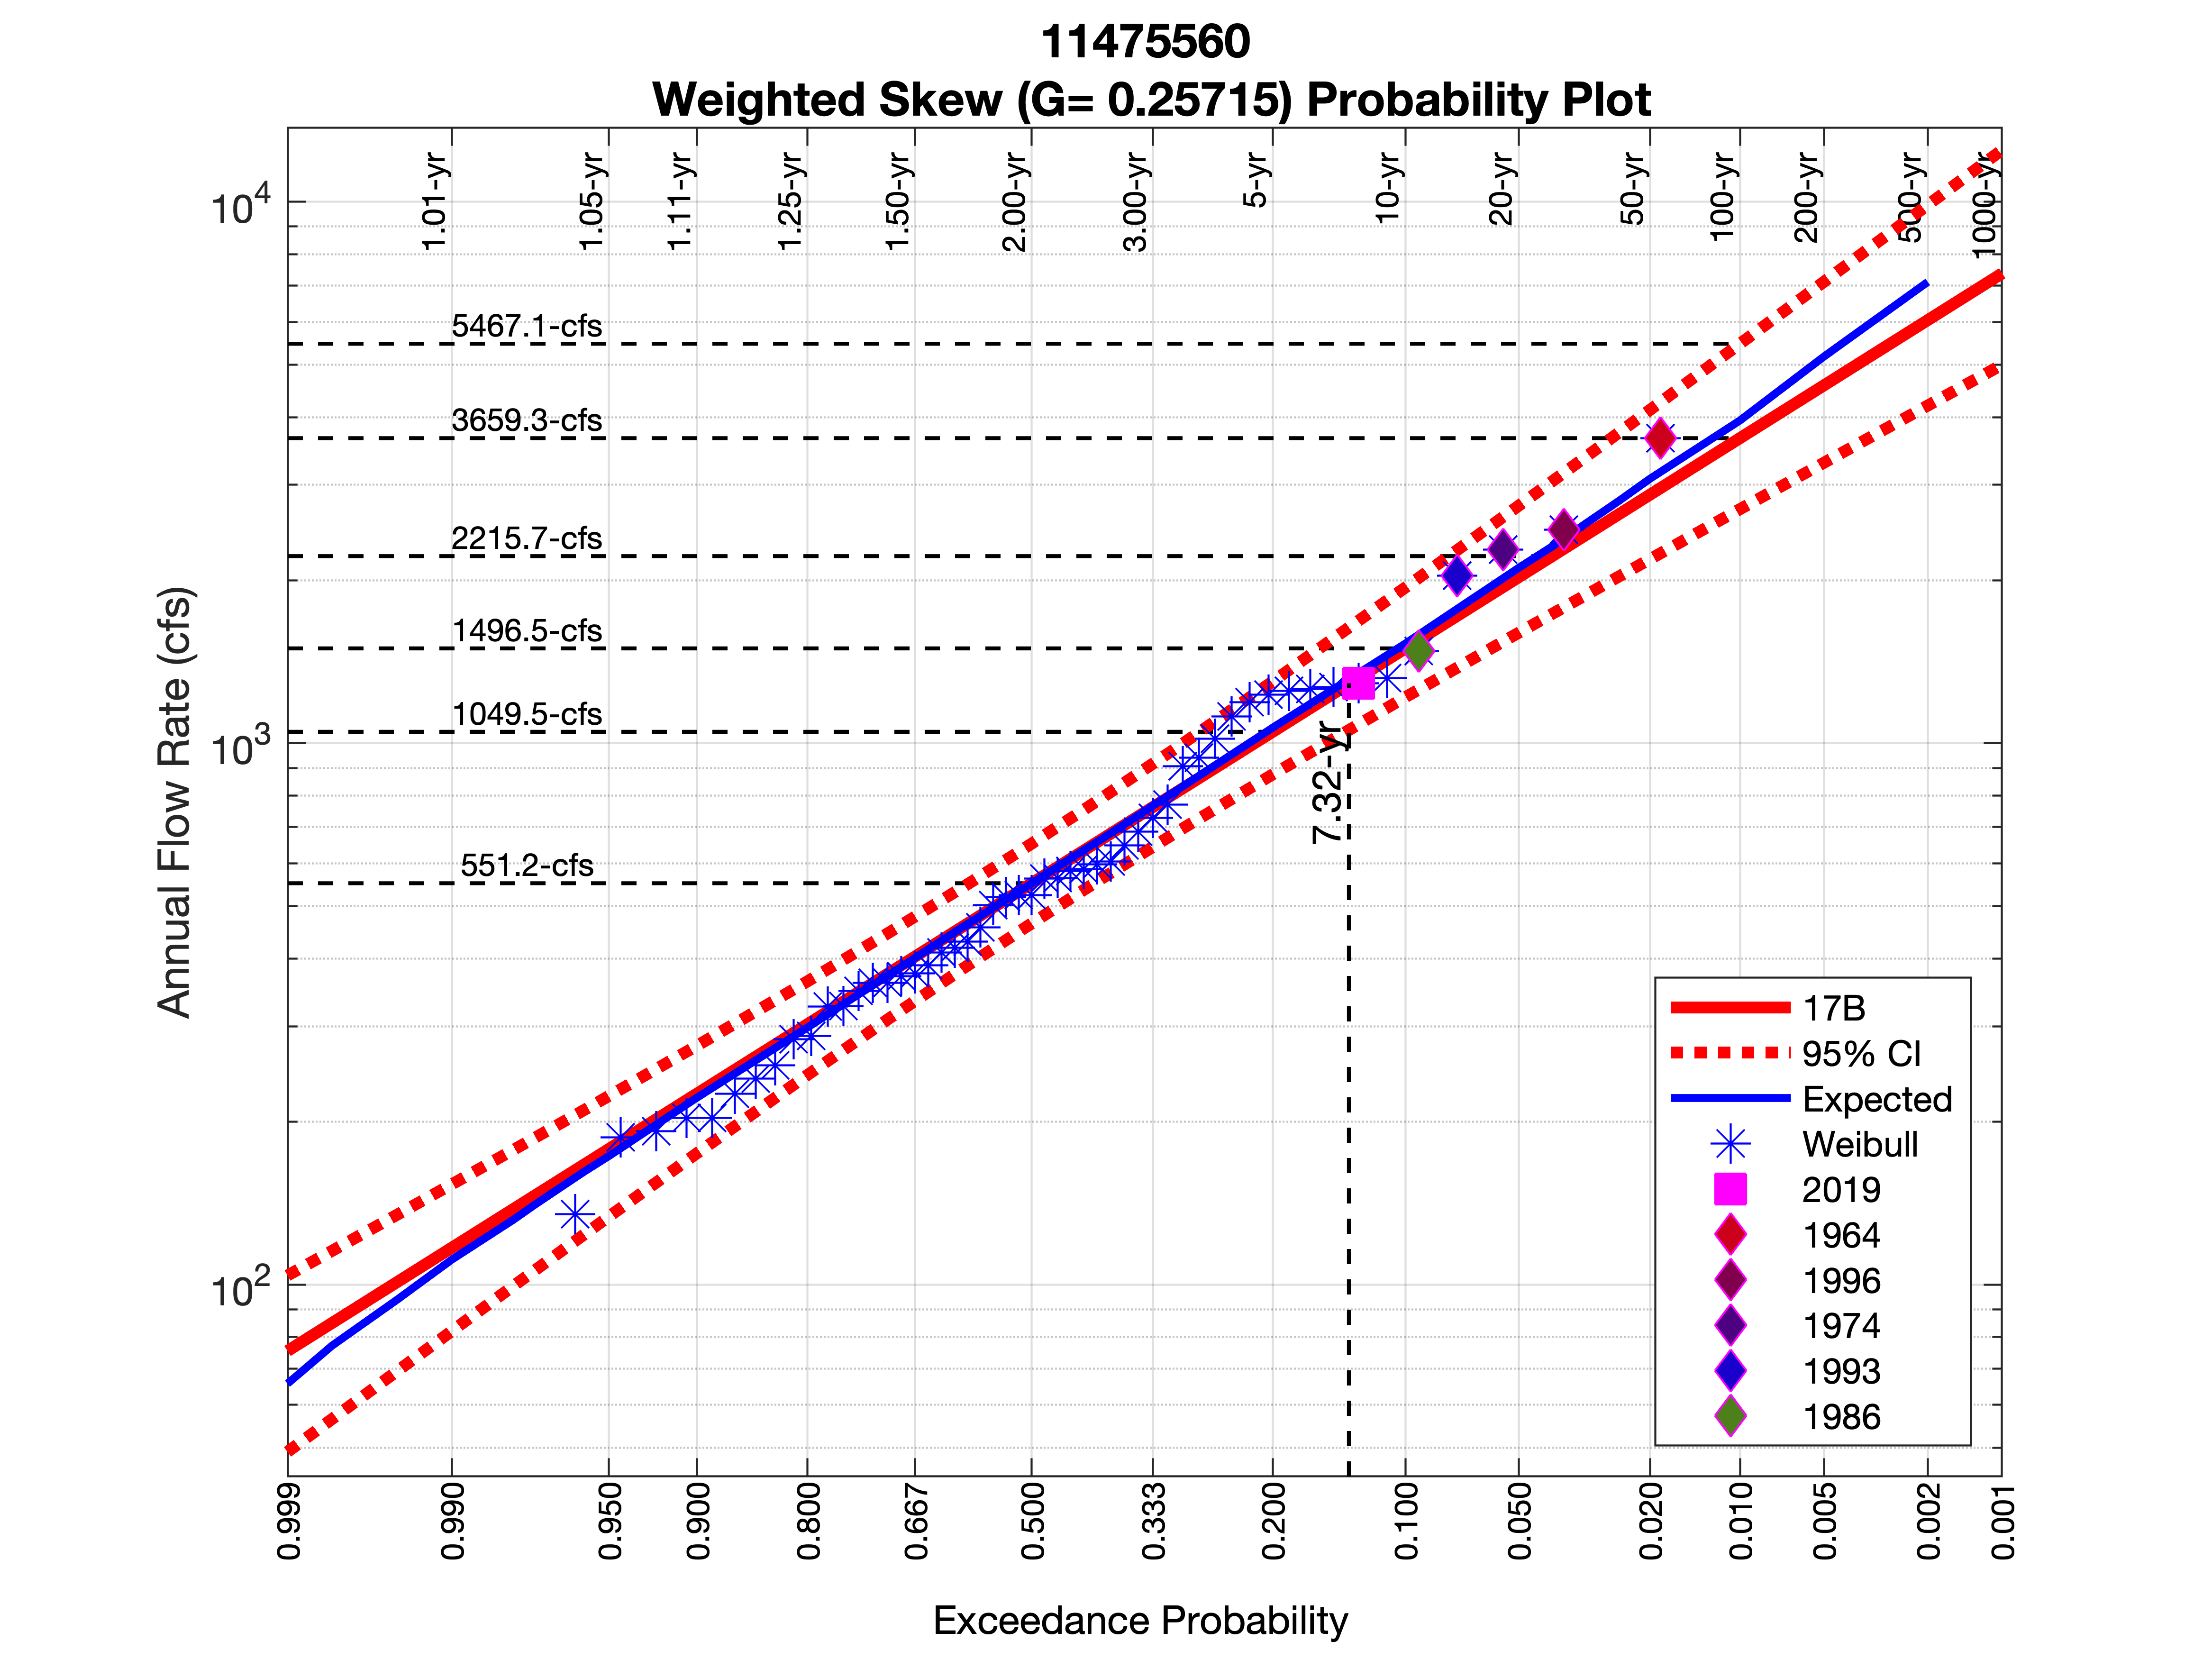 11475560
Weighted Skew (G= 0.25715) Probability Plot
1.01-yr
1.05-yr
1.11-yr
1.25-yr
1.50-yr
2.00-yr
3.00-yr
5-yr
10-yr
20-yr
50-yr
100-yr
200-yr
500-yr
1000-yr
10^4
10^3
10^2
Annual Flow Rate (cfs)
5467.1-cfs
3659.3-cfs
2215.7-cfs
1496.5-cfs
1049.5-cfs
551.2-cfs
7.32-yr
17B
95% CI
Expected
Weibull
2019
1964
1996
1974
1993
1986
0.999
0.990
0.950
0.900
0.800
0.667
0.500
0.333
0.200
0.100
0.050
0.020
0.010
0.005
0.002
0.001
Exceedance Probability